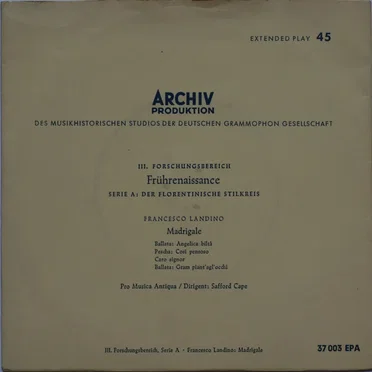 EXTENDED PLAY 45
ARCHIV
PRODUKTION
DES MUSIKHISTORISCHEN STUDIOS DER DEUTSCHEN GRAMMOPHON GESELLSCHAFT
III. FORSCHUNGSBEREICH
Frührenaissance
SERIE A: DER FLORENTINISCHE STILKREIS
FRANCESCO LANDINO
Madrigale
Ballata: Angelica biltà
Poscha: Così pensoso
Caro signor
Ballata: Gram piant'agl'occhi
Pro Musica Antiqua / Dirigent: Safford Cape
III. Forschungsbereich, Serie A · Francesco Landino: Madrigale
37 003 EPA